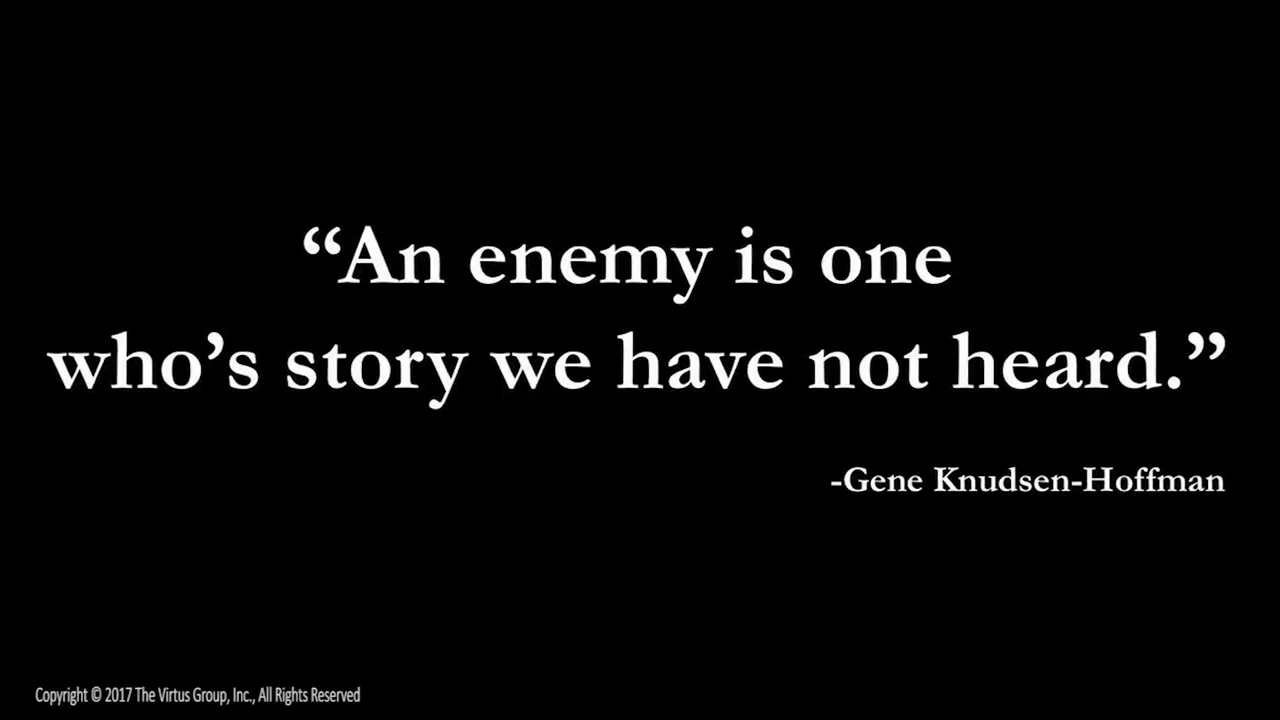 “An enemy is one
who’s story we have not heard.”
-Gene Knudsen-Hoffman
Copyright © 2017 The Virtus Group, Inc., All Rights Reserved